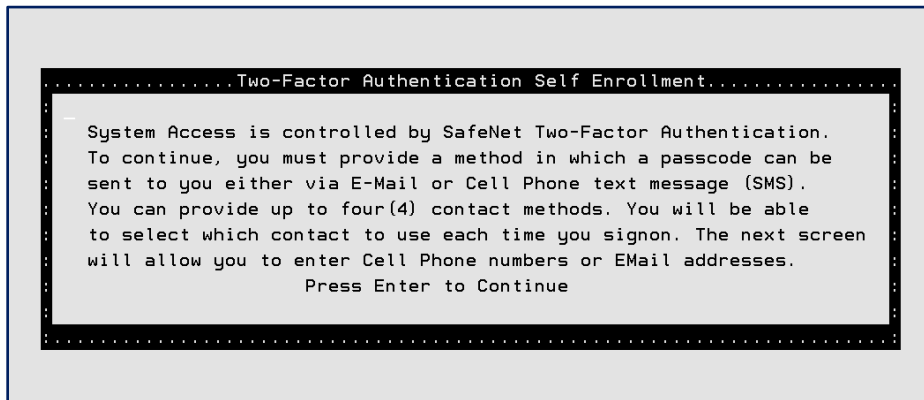 Two-Factor Authentication Self Enrollment
System Access is controlled by SafeNet Two-Factor Authentication.
To continue, you must provide a method in which a passcode can be
sent to you either via E-Mail or Cell Phone text message (SMS).
You can provide up to four(4) contact methods. You will be able
to select which contact to use each time you signon. The next screen
will allow you to enter Cell Phone numbers or EMail addresses.
Press Enter to Continue